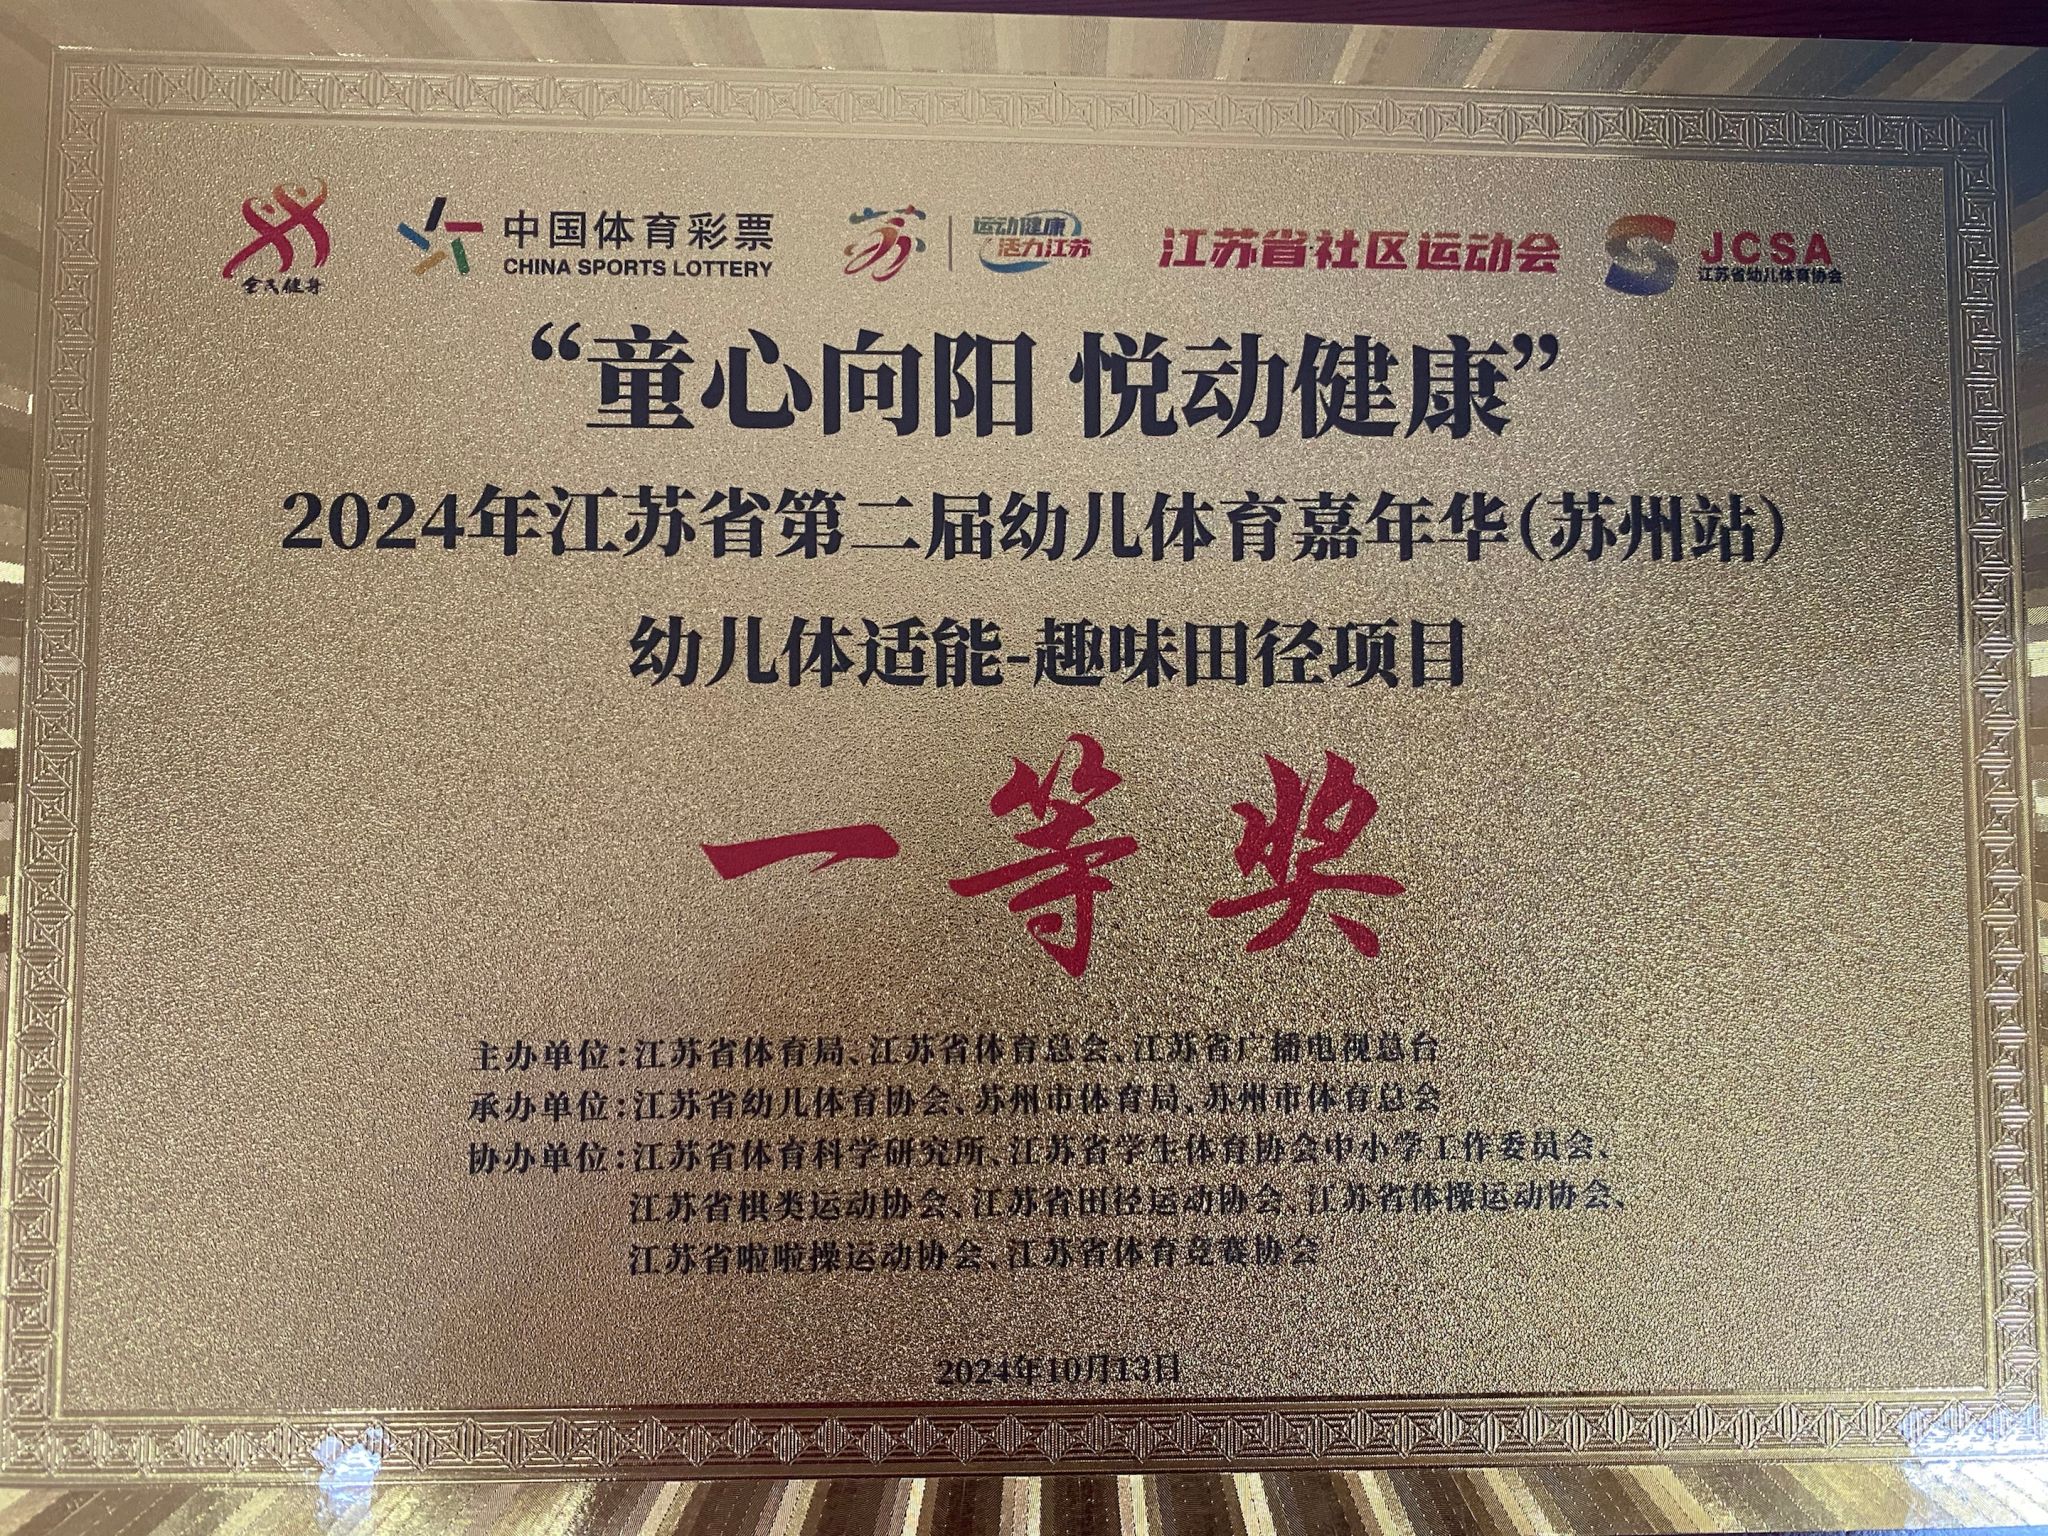 全民健身
中国体育彩票
CHINA SPORTS LOTTERY
苏
运动健康
活力江苏
江苏省社区运动会
JCSA
江苏省幼儿体育协会
“童心向阳 悦动健康”
2024年江苏省第二届幼儿体育嘉年华(苏州站)
幼儿体适能-趣味田径项目
一等奖
主办单位:江苏省体育局、江苏省体育总会、江苏省广播电视总台
承办单位:江苏省幼儿体育协会、苏州市体育局、苏州市体育总会
协办单位:江苏省体育科学研究所、江苏省学生体育协会中小学工作委员会、
江苏省棋类运动协会、江苏省田径运动协会、江苏省体操运动协会、
江苏省啦啦操运动协会、江苏省体育竞赛协会
2024年10月13日